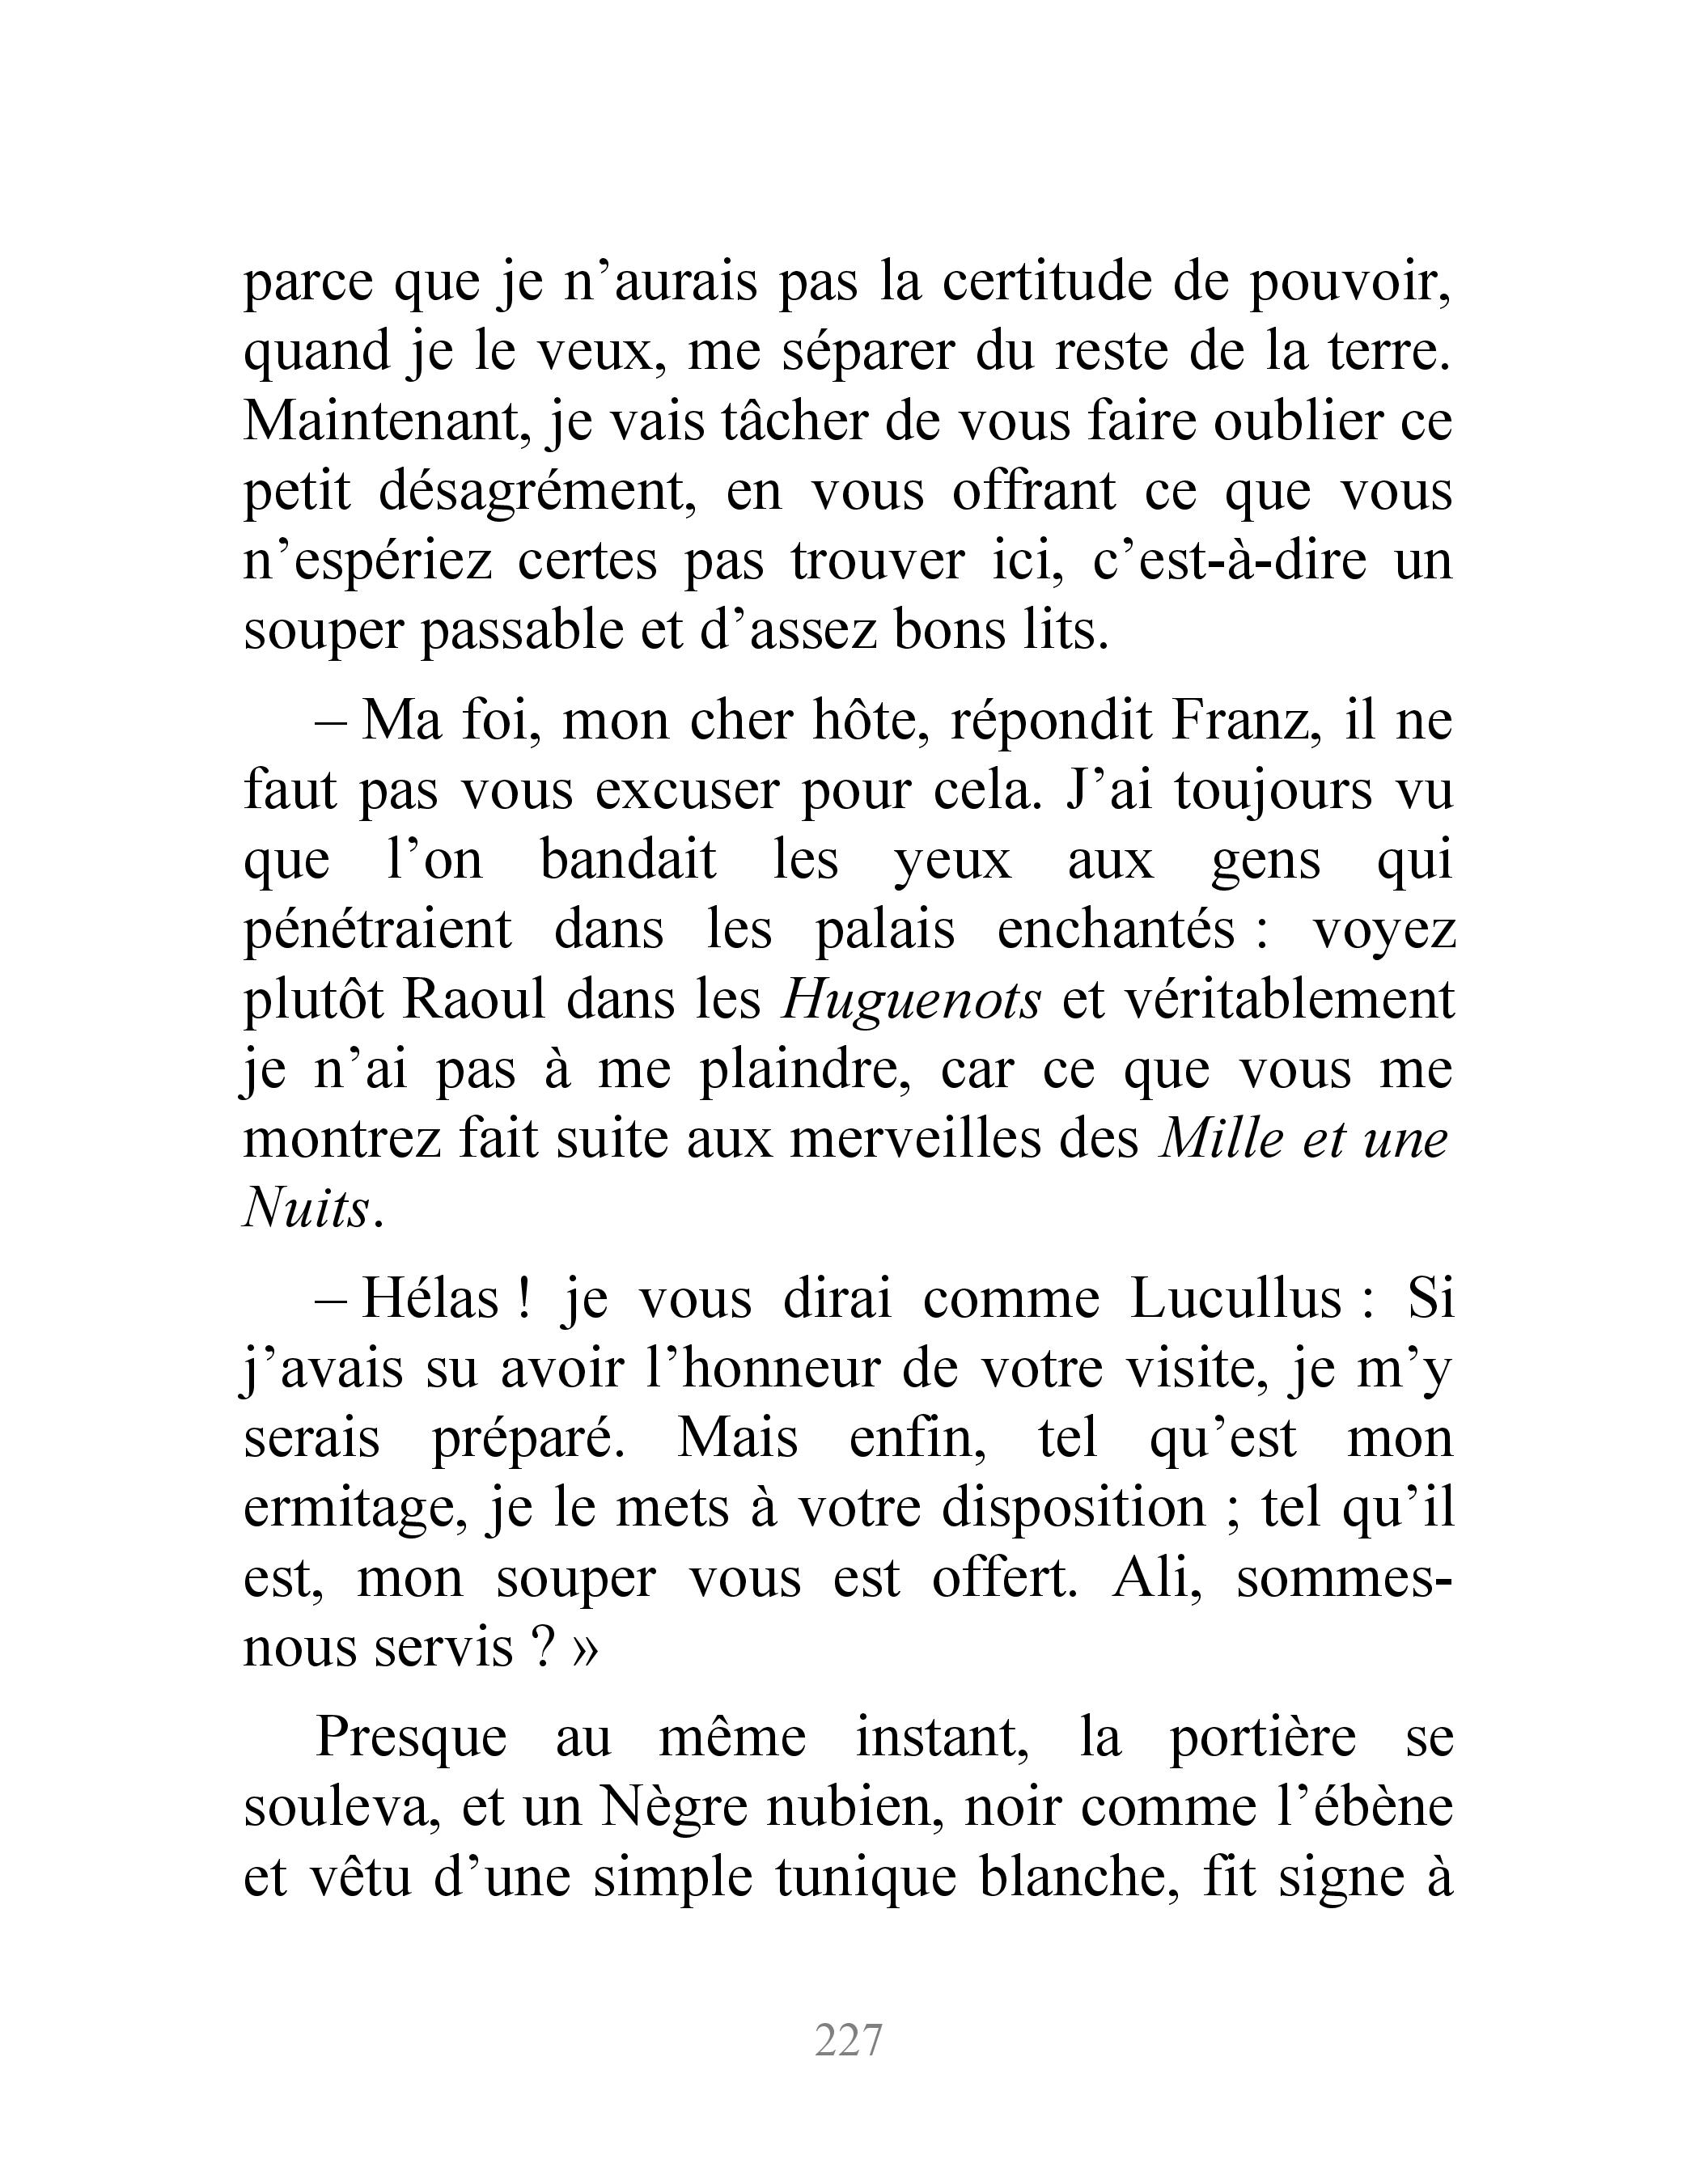 parce que je n’aurais pas la certitude de pouvoir,
quand je le veux, me séparer du reste de la terre.
Maintenant, je vais tâcher de vous faire oublier ce
petit désagrément, en vous offrant ce que vous
n’espériez certes pas trouver ici, c’est-à-dire un
souper passable et d’assez bons lits.
– Ma foi, mon cher hôte, répondit Franz, il ne
faut pas vous excuser pour cela. J’ai toujours vu
que l’on bandait les yeux aux gens qui
pénétraient dans les palais enchantés : voyez
plutôt Raoul dans les Huguenots et véritablement
je n’ai pas à me plaindre, car ce que vous me
montrez fait suite aux merveilles des Mille et une
Nuits.
– Hélas ! je vous dirai comme Lucullus : Si
j’avais su avoir l’honneur de votre visite, je m’y
serais préparé. Mais enfin, tel qu’est mon
ermitage, je le mets à votre disposition ; tel qu’il
est, mon souper vous est offert. Ali, sommes-
nous servis ? »
Presque au même instant, la portière se
souleva, et un Nègre nubien, noir comme l’ébène
et vêtu d’une simple tunique blanche, fit signe à
227